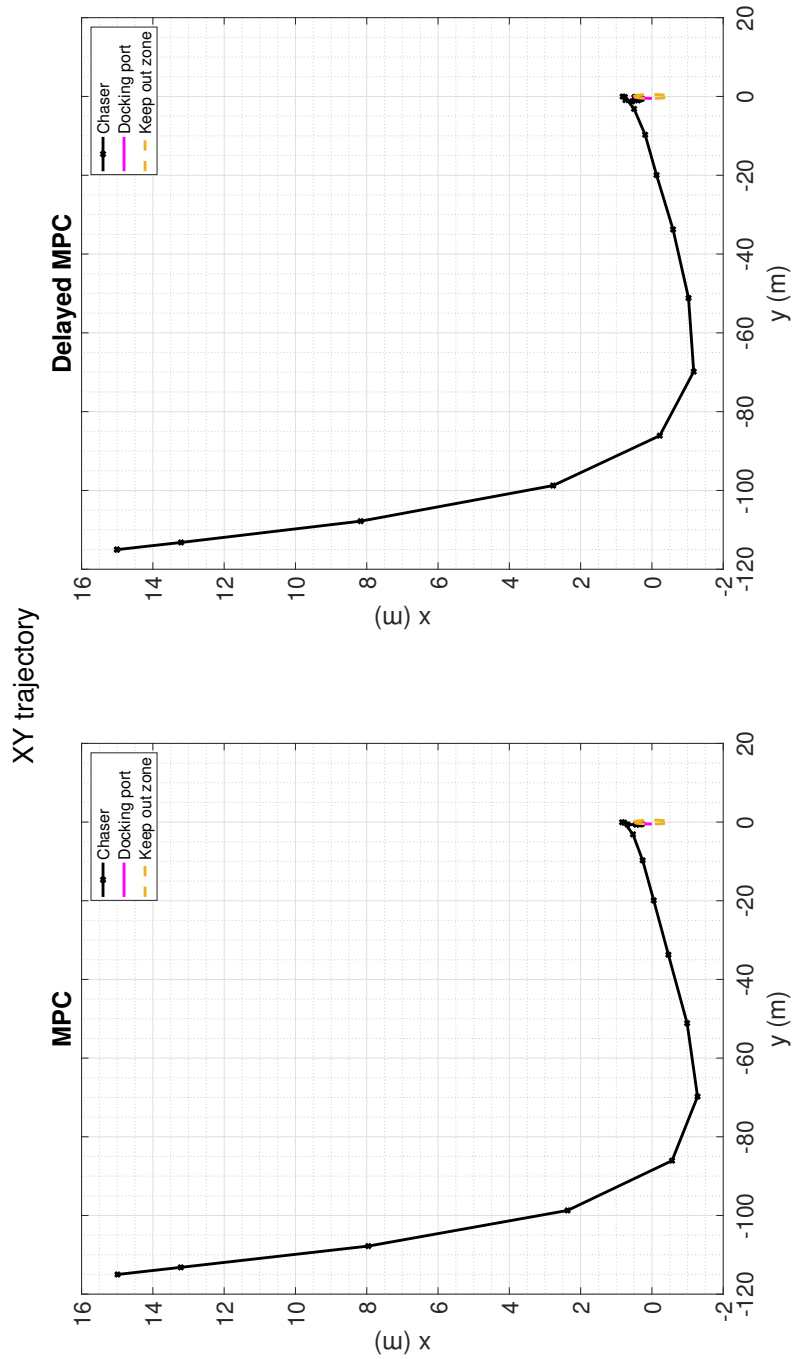 XY trajectory
MPC
Chaser
Docking port
Keep out zone
16
14
12
10
8
6
4
2
0
-2
x (m)
-120
-100
-80
-60
-40
-20
0
20
y (m)
Delayed MPC
Chaser
Docking port
Keep out zone
16
14
12
10
8
6
4
2
0
-2
x (m)
-120
-100
-80
-60
-40
-20
0
20
y (m)